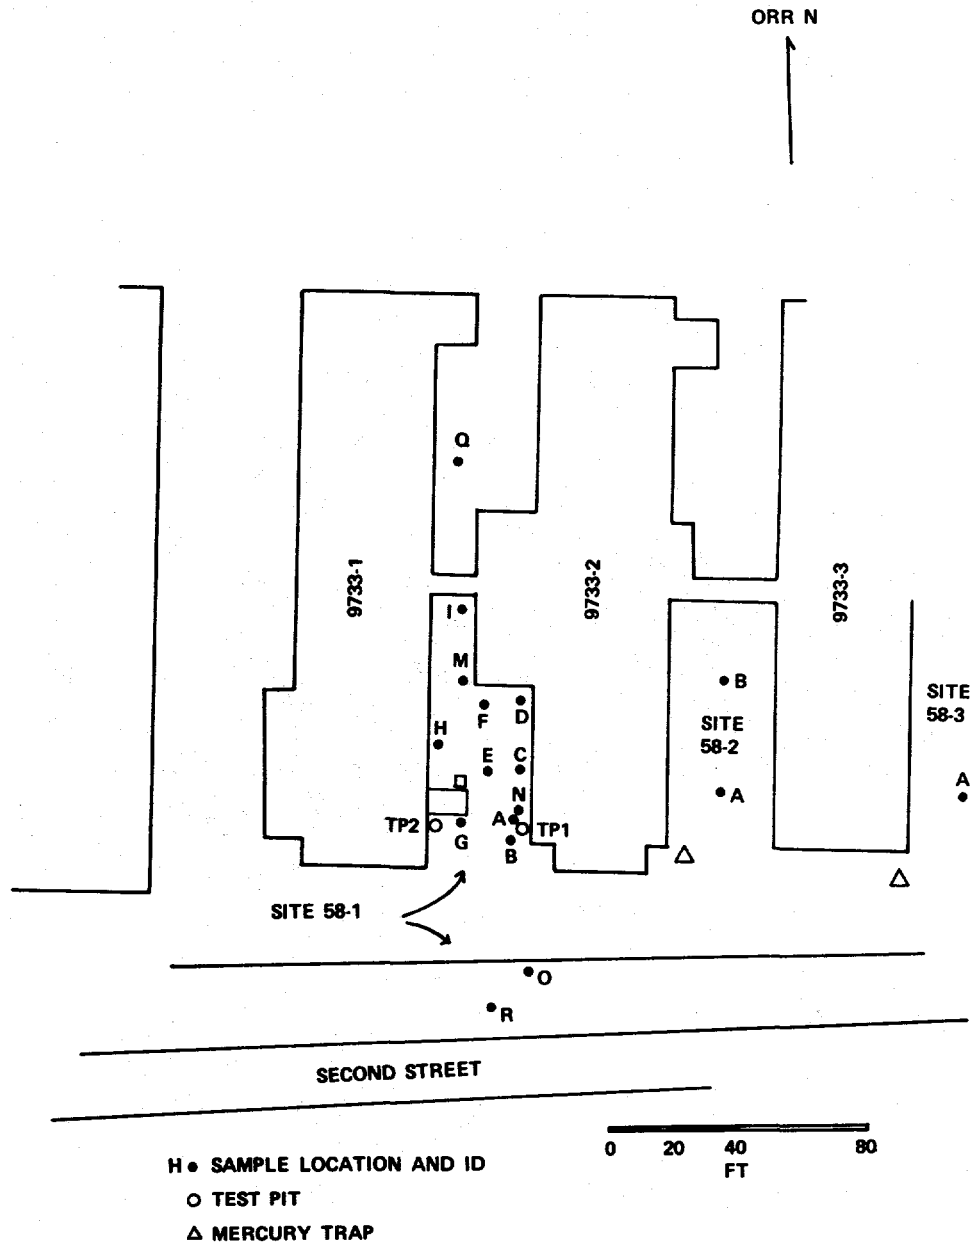 ORR N
Q
9733-1
9733-2
9733-3
I
M
B
SITE
58-3
F
D
SITE
58-2
H
E
C
A
A
N
A
TP2
TP1
G
B
SITE 58-1
O
R
SECOND STREET
0 20 40 80
FT
H SAMPLE LOCATION AND ID
TEST PIT
MERCURY TRAP